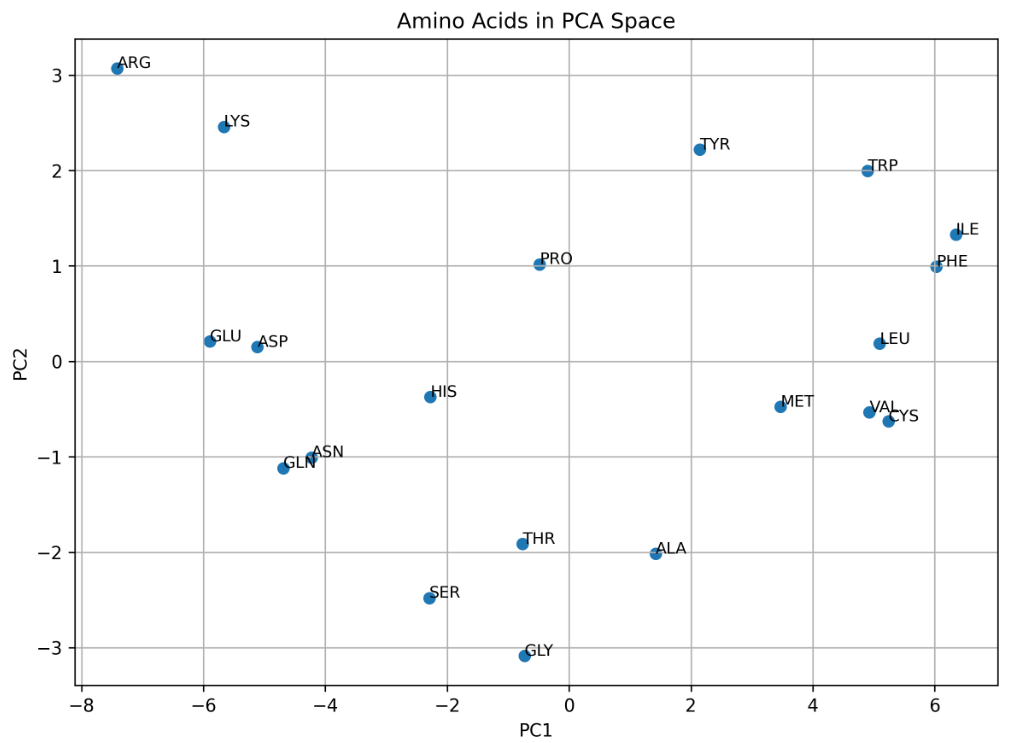 Amino Acids in PCA Space
ARG
LYS
TYR
TRP
ILE
PRO
PHE
GLU
ASP
LEU
HIS
MET
VAL
CYS
ASN
GLN
THR
ALA
SER
GLY
3
2
1
0
−1
−2
−3
PC2
−8
−6
−4
−2
0
2
4
6
PC1